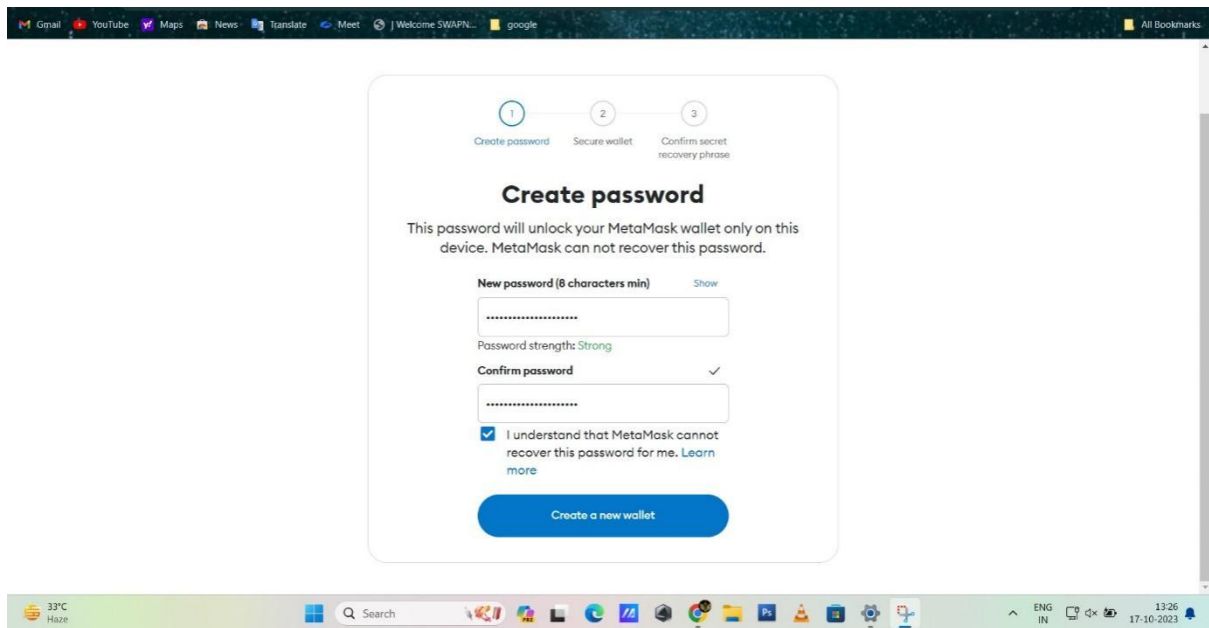 Gmail YouTube Maps News Translate Meet | Welcome SWAPN... google All Bookmarks
1 2 3
Create password Secure wallet Confirm secret
recovery phrase
Create password
This password will unlock your MetaMask wallet only on this
device. MetaMask can not recover this password.
New password (8 characters min) Show
•••••••••••••••••••••
Password strength: Strong
Confirm password
•••••••••••••••••••••
I understand that MetaMask cannot
recover this password for me. Learn
more
Create a new wallet
33°C
Haze
Search
Ps
ENG
IN
13:26
17-10-2023